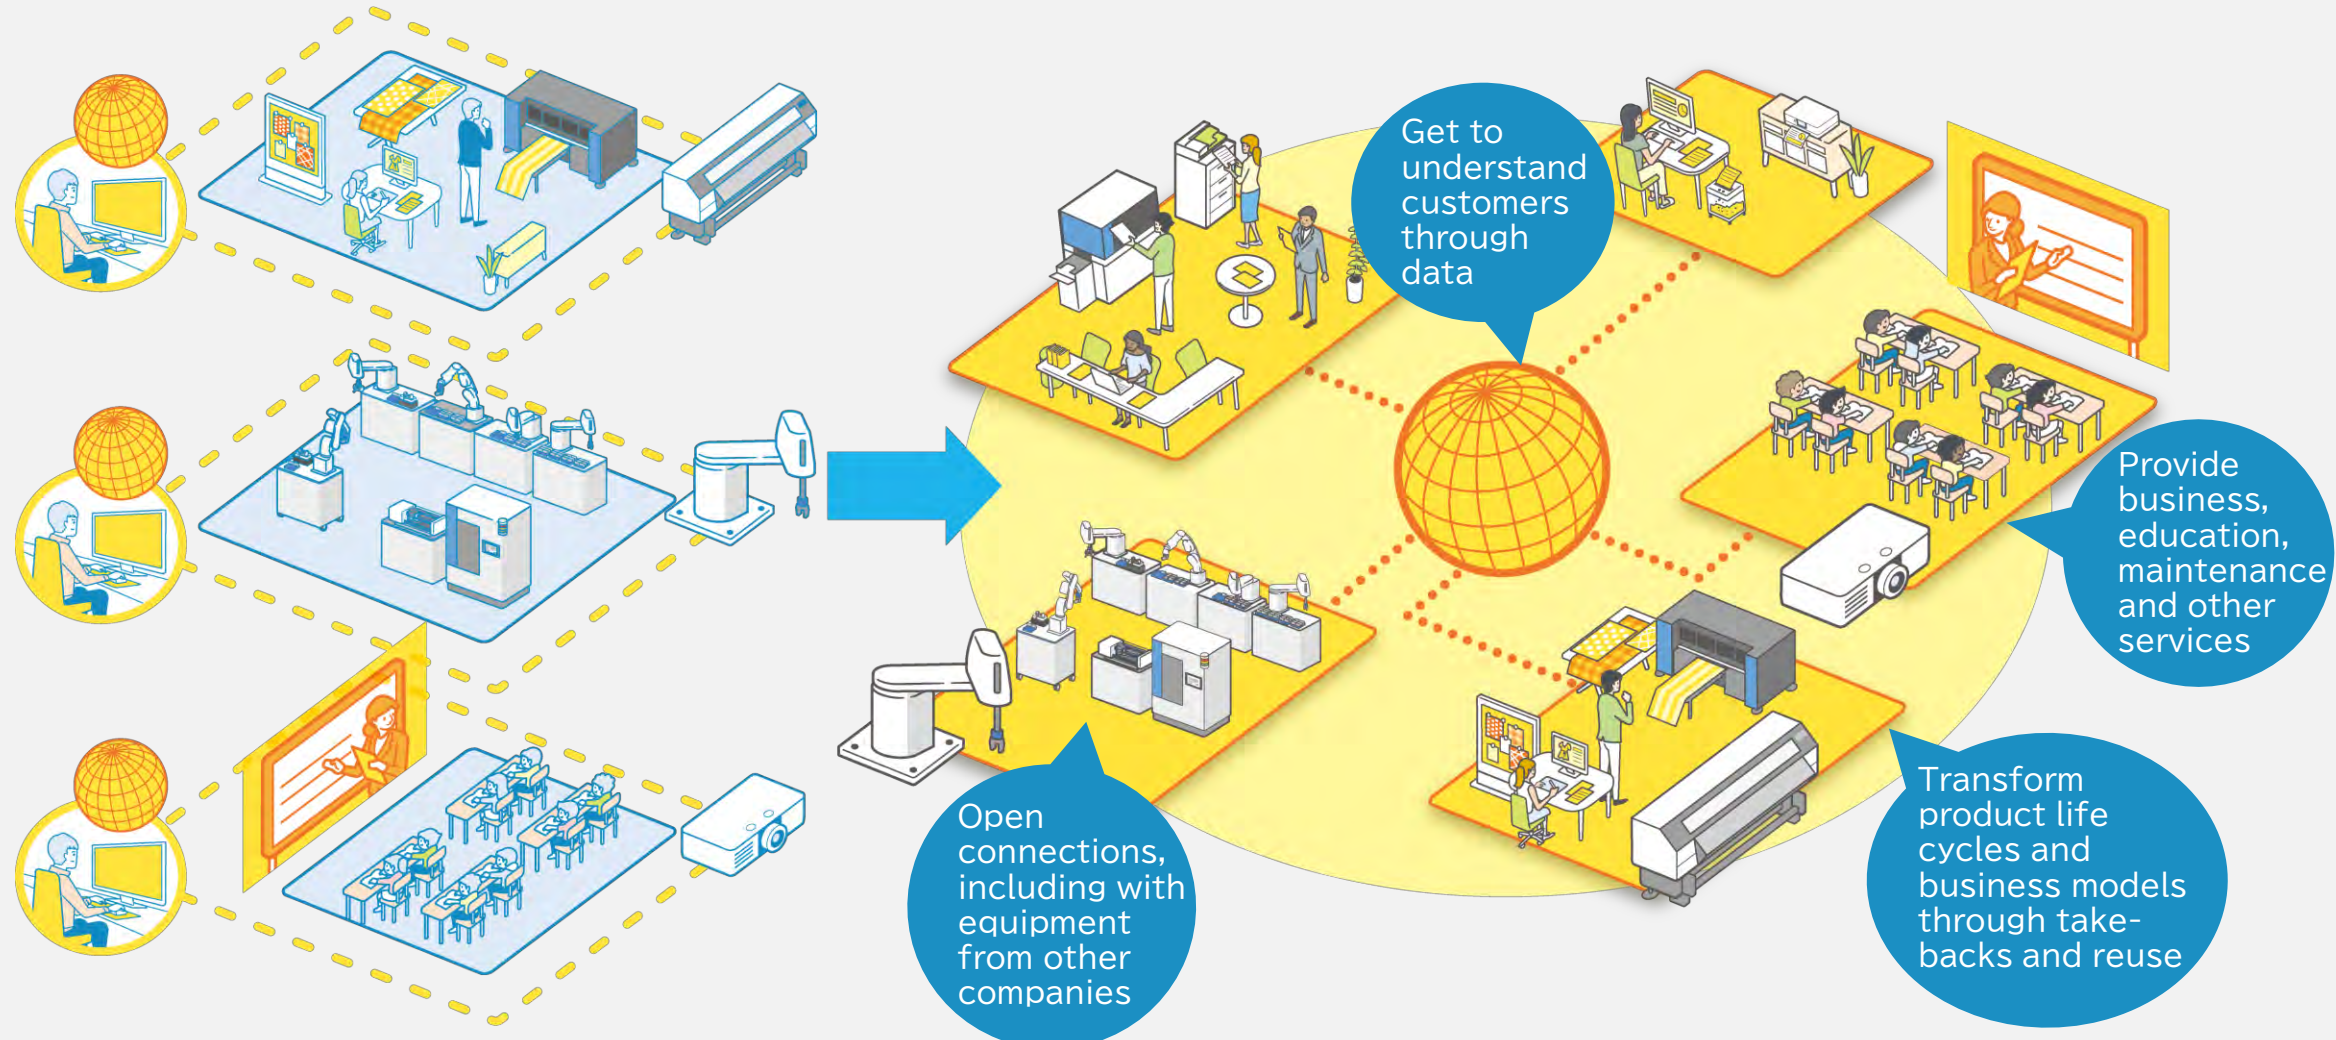 Get to
understand
customers
through
data
Provide
business,
education,
maintenance
and other
services
Open
connections,
including with
equipment
from other
companies
Transform
product life
cycles and
business models
through take-
backs and reuse